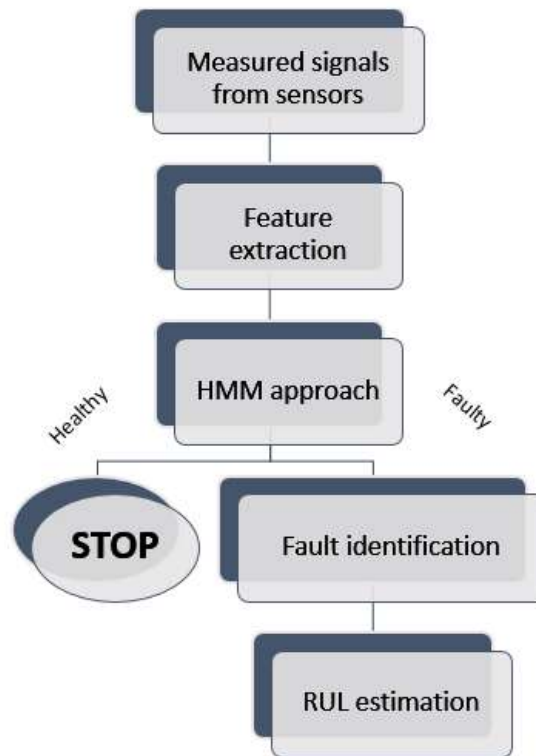 Measured signals
from sensors
Feature
extraction
HMM approach
Healthy
Faulty
STOP
Fault identification
RUL estimation